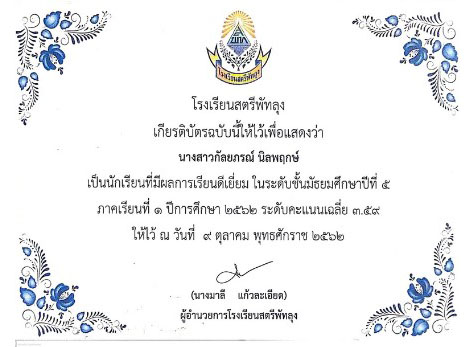 โรงเรียนสตรีพัทลุง
โรงเรียนสตรีพัทลุง
เกียรติบัตรฉบับนี้ให้ไว้เพื่อแสดงว่า
นางสาวกัลยภรณ์ นิลพฤกษ์
เป็นนักเรียนที่มีผลการเรียนดีเยี่ยม ในระดับชั้นมัธยมศึกษาปีที่ ๕
ภาคเรียนที่ ๑ ปีการศึกษา ๒๕๖๒ ระดับคะแนนเฉลี่ย ๓.๕๙
ให้ไว้ ณ วันที่ ๙ ตุลาคม พุทธศักราช ๒๕๖๒
(นางมาลี แก้วละเอียด)
ผู้อำนวยการโรงเรียนสตรีพัทลุง